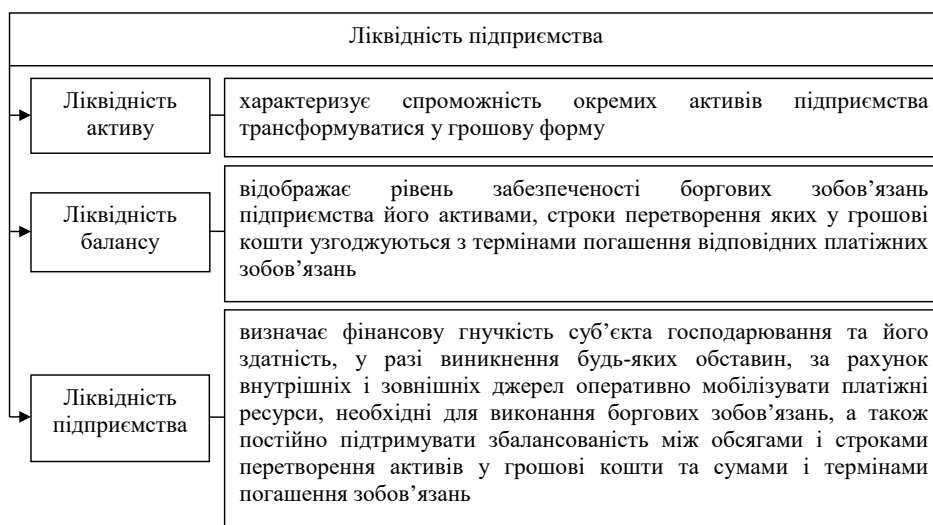 Ліквідність підприємства
Ліквідність
активу
характеризує спроможність окремих активів підприємства
трансформуватися у грошову форму
Ліквідність
балансу
відображає рівень забезпеченості боргових зобов’язань
підприємства його активами, строки перетворення яких у грошові
кошти узгоджуються з термінами погашення відповідних платіжних
зобов’язань
Ліквідність
підприємства
визначає фінансову гнучкість суб’єкта господарювання та його
здатність, у разі виникнення будь-яких обставин, за рахунок
внутрішніх і зовнішніх джерел оперативно мобілізувати платіжні
ресурси, необхідні для виконання боргових зобов’язань, а також
постійно підтримувати збалансованість між обсягами і строками
перетворення активів у грошові кошти та сумами і термінами
погашення зобов’язань